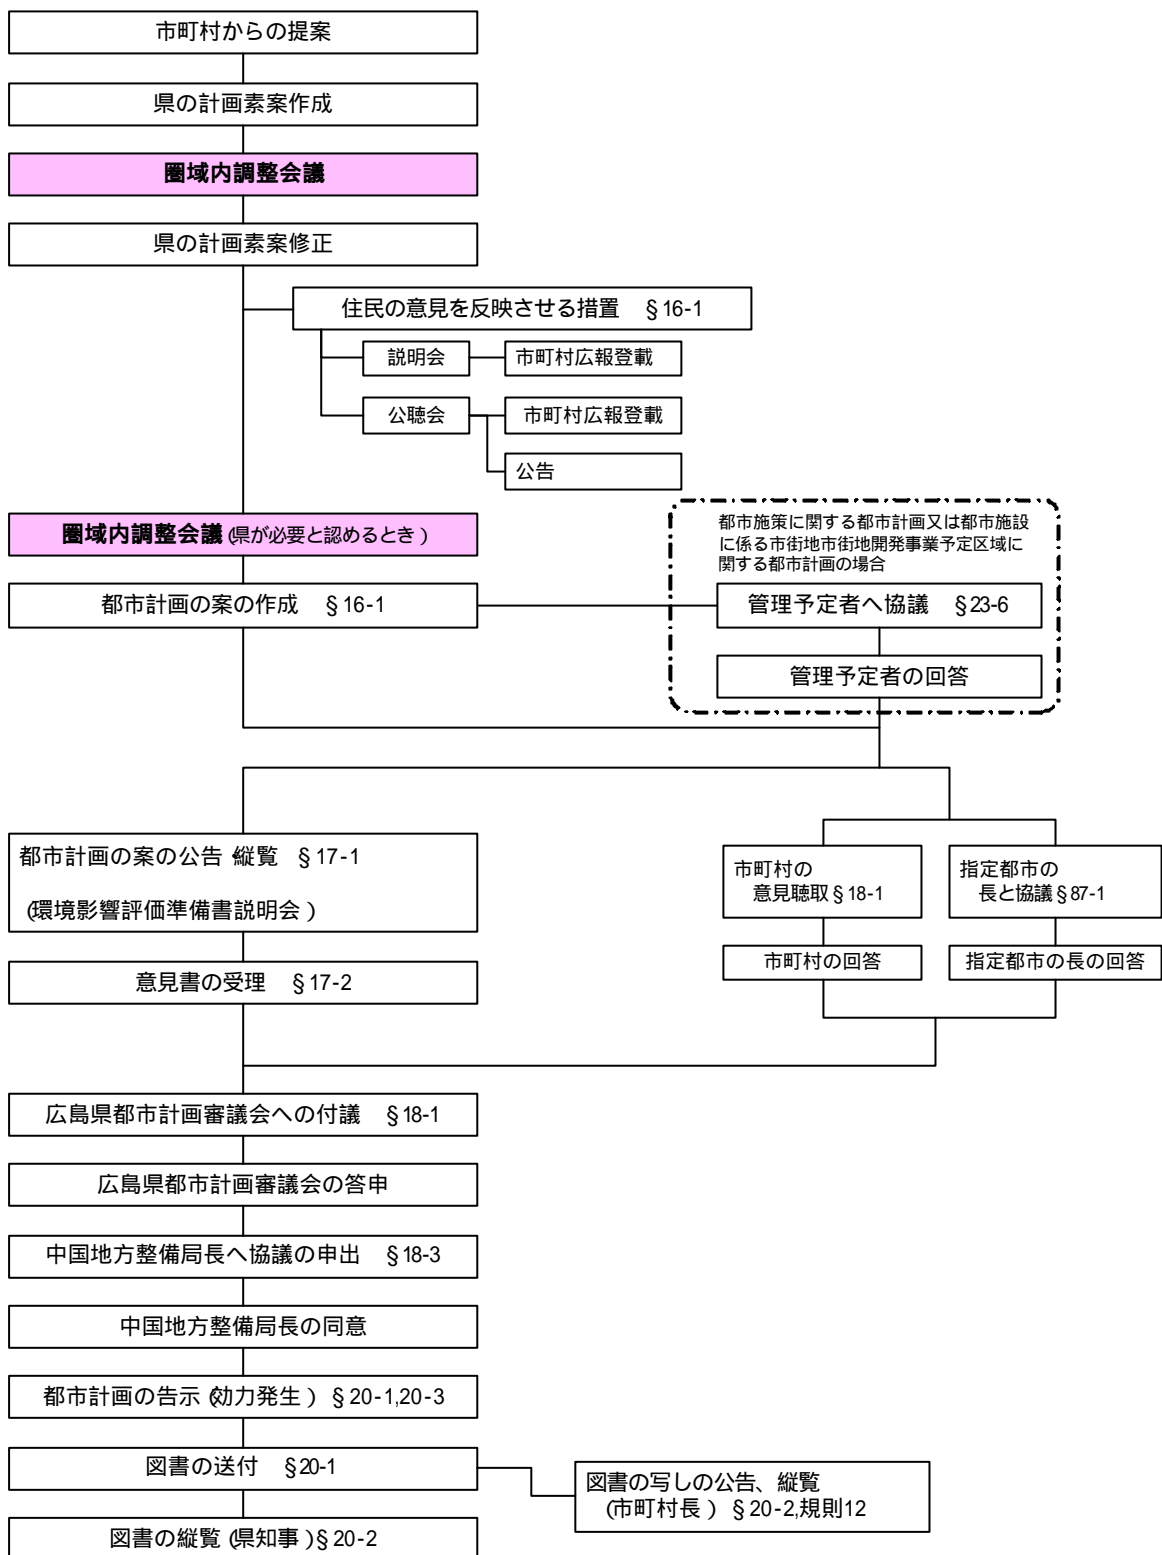 市町村からの提案
県の計画素案作成
圏域内調整会議
県の計画素案修正
住民の意見を反映させる措置 §16-1
説明会
市町村広報登載
公聴会
市町村広報登載
公告
圏域内調整会議(県が必要と認めるとき)
都市施策に関する都市計画又は都市施設
に係る市街地市街地開発事業予定区域に
関する都市計画の場合
都市計画の案の作成 §16-1
管理予定者へ協議 §23-6
管理予定者の回答
都市計画の案の公告・縦覧 §17-1
(環境影響評価準備書説明会)
市町村の
意見聴取§18-1
指定都市の
長と協議§87-1
意見書の受理 §17-2
市町村の回答
指定都市の長の回答
広島県都市計画審議会への付議 §18-1
広島県都市計画審議会の答申
中国地方整備局長へ協議の申出 §18-3
中国地方整備局長の同意
都市計画の告示(効力発生) §20-1,20-3
図書の送付 §20-1
図書の写しの公告、縦覧
(市町村長) §20-2,規則12
図書の縦覧(県知事)§20-2